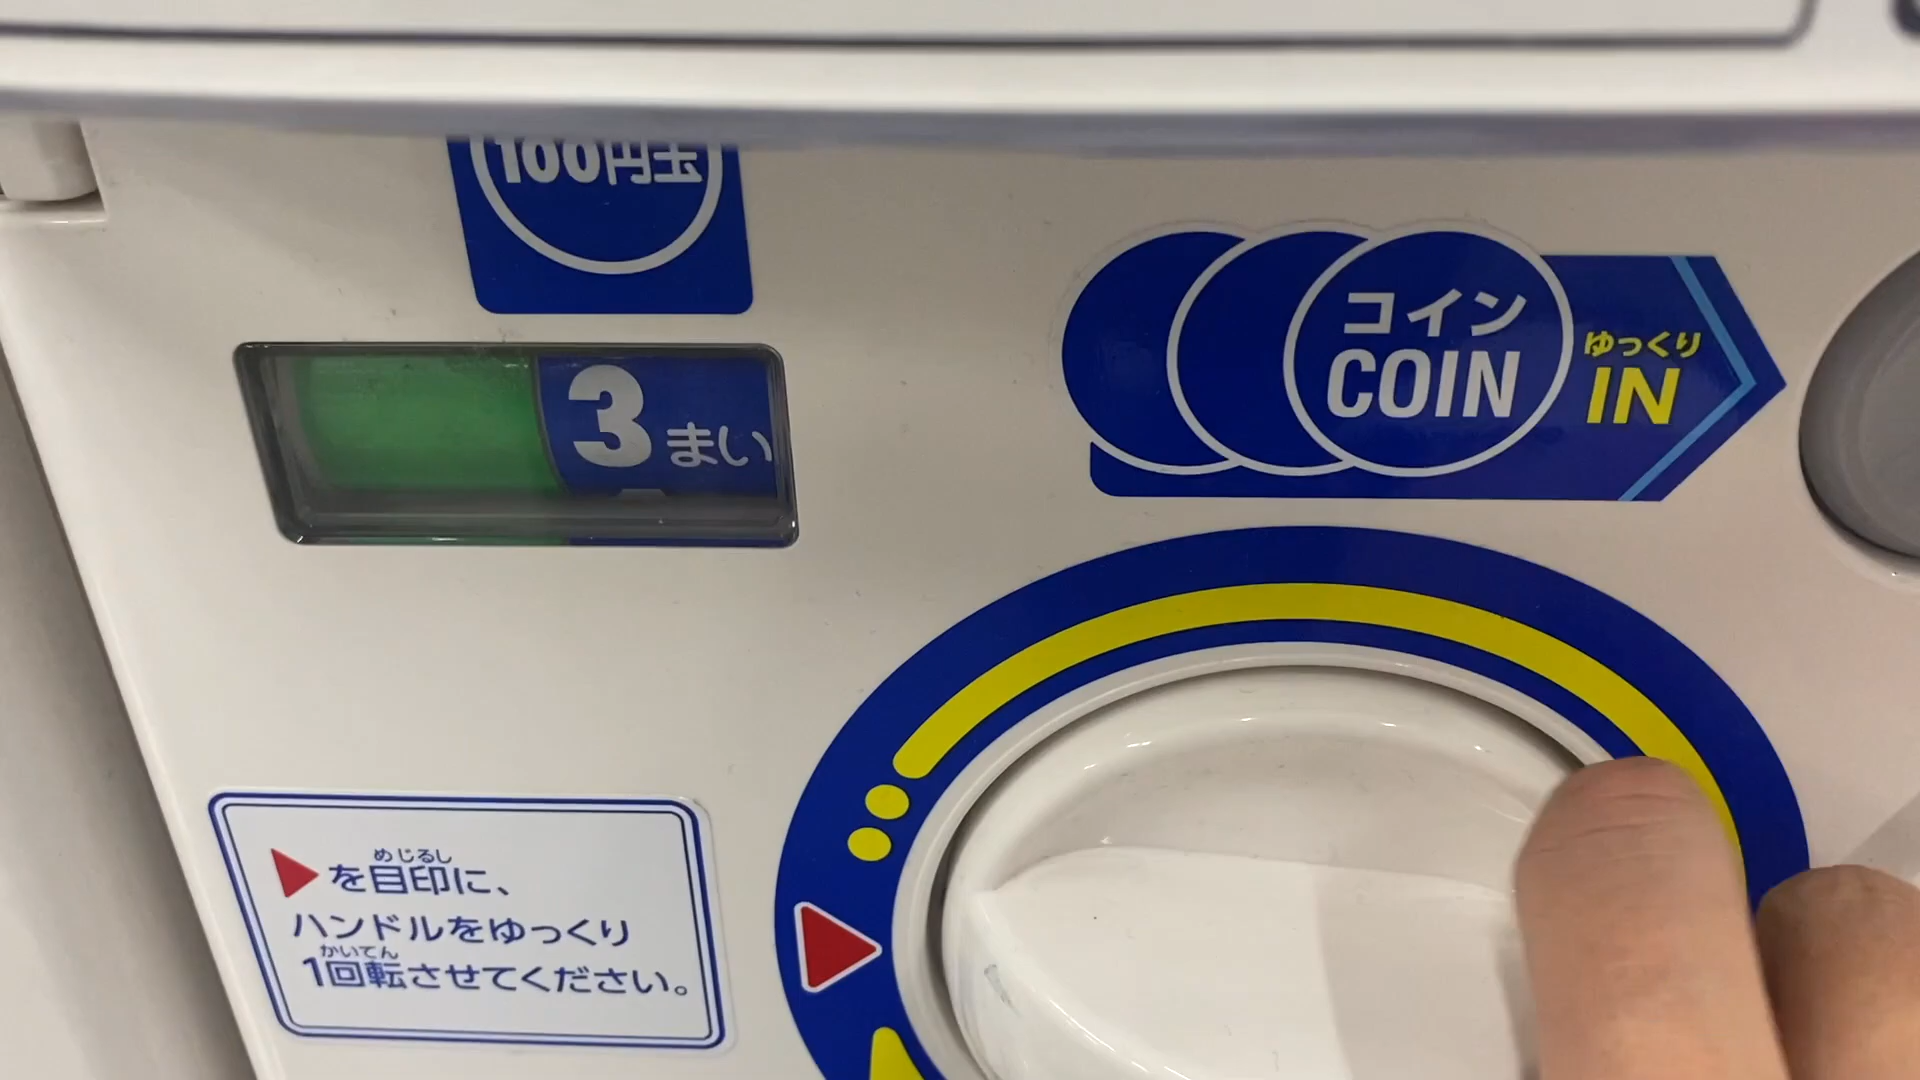 100円玉
3まい
コイン
COIN
ゆっくり
IN
めじるし
▶を目印に、
ハンドルをゆっくり
かいてん
1回転させてください。